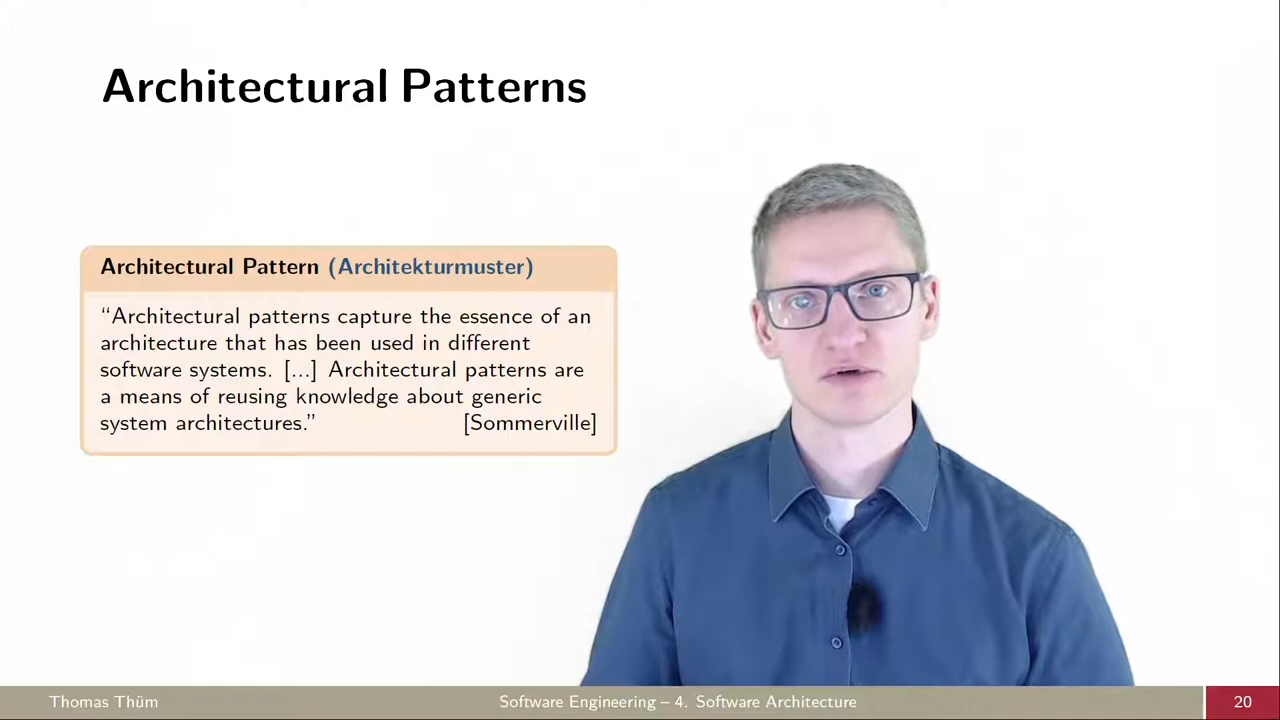 Architectural Patterns
Architectural Pattern (Architekturmuster)
“Architectural patterns capture the essence of an
architecture that has been used in different
software systems. [...] Architectural patterns are
a means of reusing knowledge about generic
system architectures.” [Sommerville]
Thomas Thüm Software Engineering – 4. Software Architecture 20